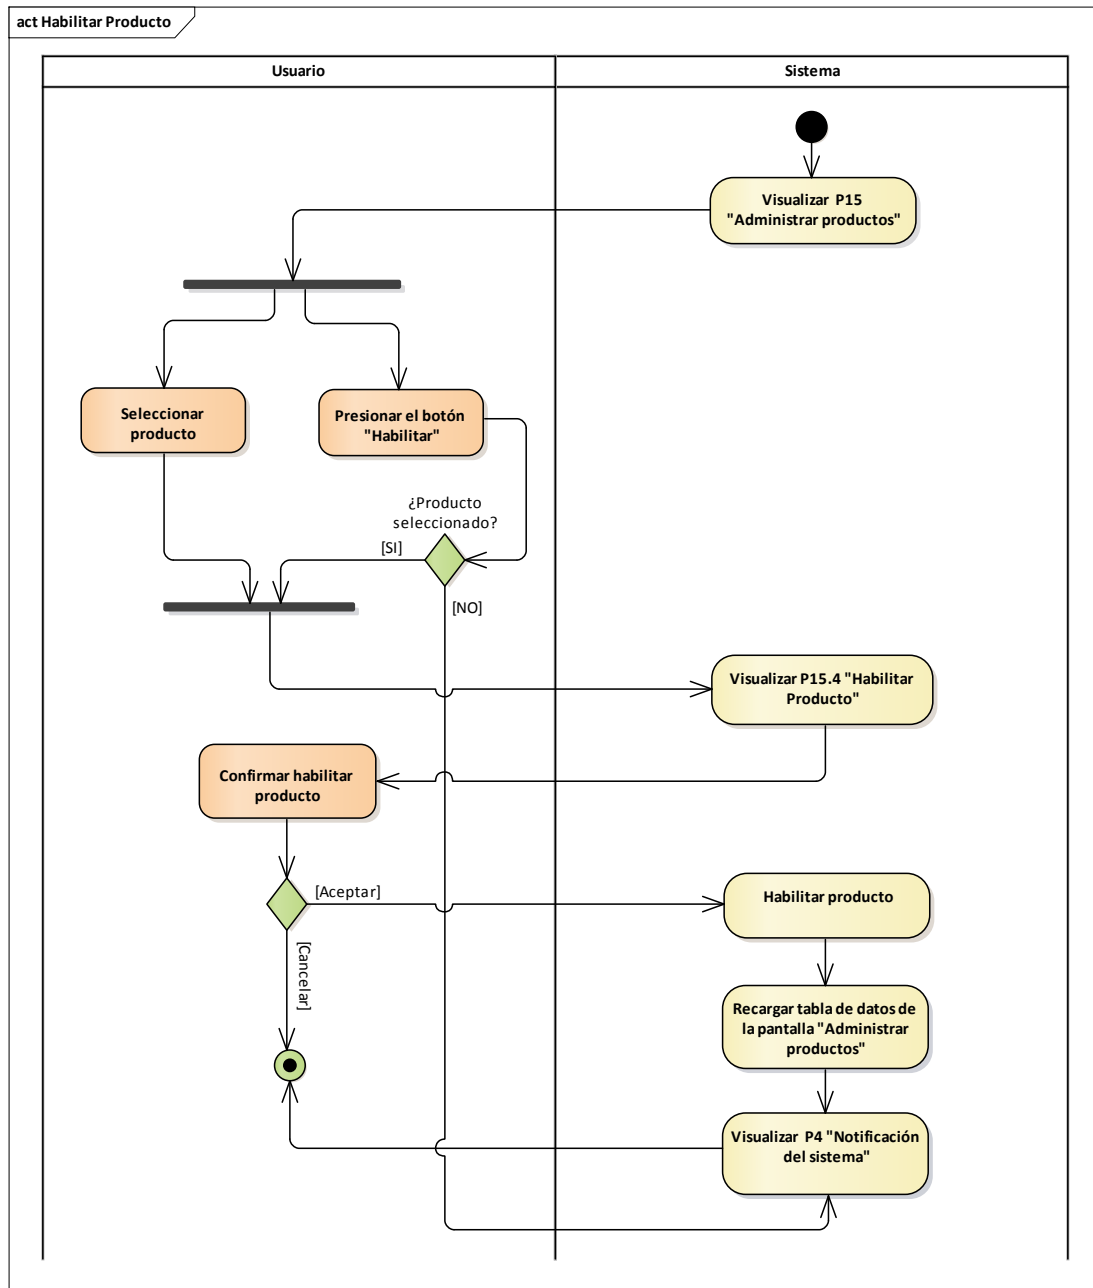 act Habilitar Producto
Usuario
Sistema
Visualizar P15
"Administrar productos"
Seleccionar
producto
Presionar el botón
"Habilitar"
¿Producto
seleccionado?
[SI]
[NO]
Visualizar P15.4 "Habilitar
Producto"
Confirmar habilitar
producto
[Aceptar]
[Cancelar]
Habilitar producto
Recargar tabla de datos de
la pantalla "Administrar
productos"
Visualizar P4 "Notificación
del sistema"